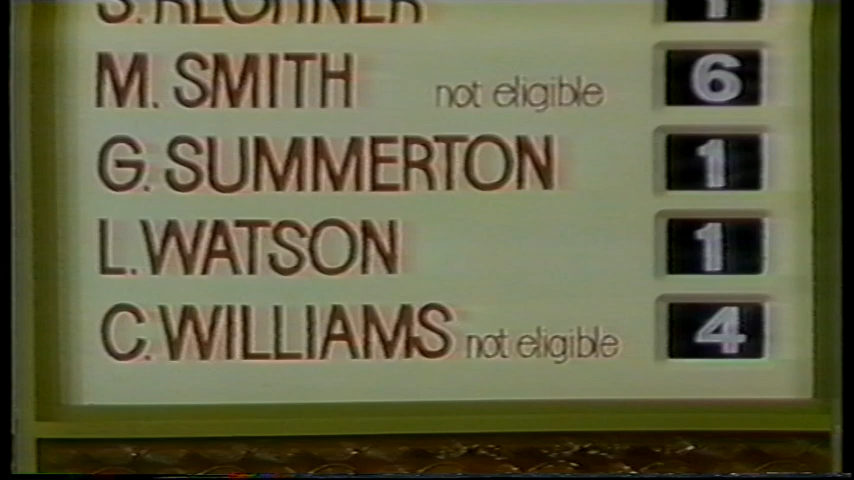 M. SMITH not eligible 6
G. SUMMERTON 1
L. WATSON 1
C. WILLIAMS not eligible 4